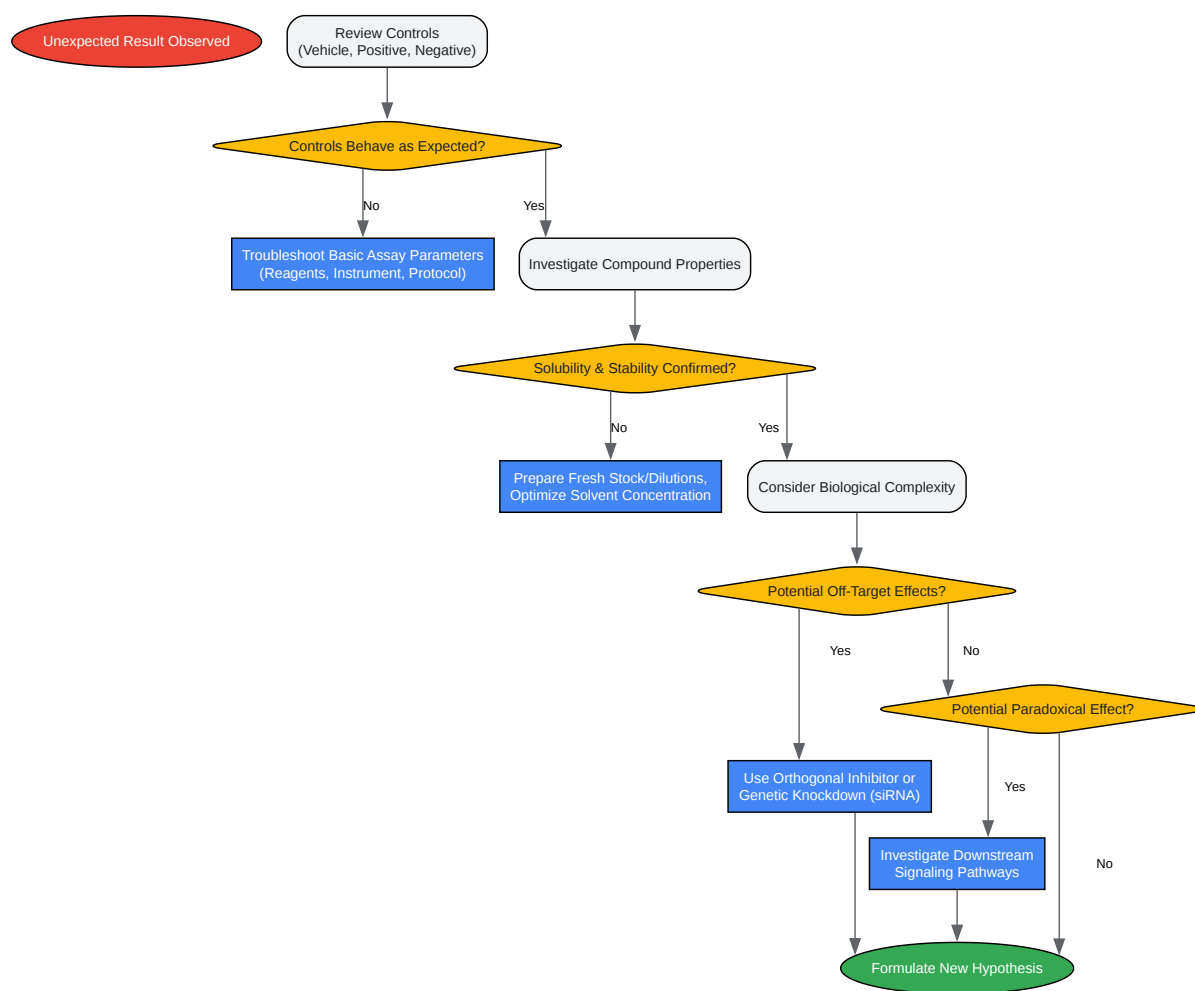 Unexpected Result Observed
Review Controls
(Vehicle, Positive, Negative)
Controls Behave as Expected?
No
Yes
Troubleshoot Basic Assay Parameters
(Reagents, Instrument, Protocol)
Investigate Compound Properties
Solubility & Stability Confirmed?
No
Yes
Prepare Fresh Stock/Dilutions,
Optimize Solvent Concentration
Consider Biological Complexity
Potential Off-Target Effects?
Yes
No
Potential Paradoxical Effect?
Use Orthogonal Inhibitor or
Genetic Knockdown (siRNA)
Yes
Investigate Downstream
Signaling Pathways
No
Formulate New Hypothesis